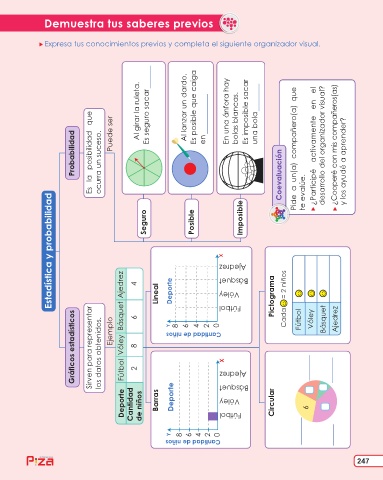 Demuestra tus saberes previos
Expresa tus conocimientos previos y completa el siguiente organizador visual.
Estadística y probabilidad
Probabilidad
Es la posibilidad que
ocurra un suceso.
Puede ser
Seguro
Al girar la ruleta.
Es seguro sacar
Posible
Al lanzar un dardo.
Es posible que caiga
en
Imposible
En una ánfora hay
bolas blancas.
Es imposible sacar
una bola
Coevaluación
Pide a un(a) compañero(a) que
te evalúe.
¿Participé activamente en el
desarrollo del organizador visual?
¿Cooperé con mis compañeros(as)
y los ayudó a aprender?
Gráficos estadísticos
Sirven para representar
los datos obtenidos.
Ejemplo
Deporte Fútbol Vóley Básquet Ajedrez
Cantidad
de niños
2 8 6 4
Lineal
Deporte
Y
8
6
4
2
0
Cantidad de niños
Fútbol
Vóley
Básquet
Ajedrez
X
Barras
Deporte
Y
8
6
4
2
0
Cantidad de niños
Fútbol
Vóley
Básquet
Ajedrez
X
Pictograma
Cada = 2 niños
Fútbol
Vóley
Básquet
Ajedrez
Circular
6
Piza
247